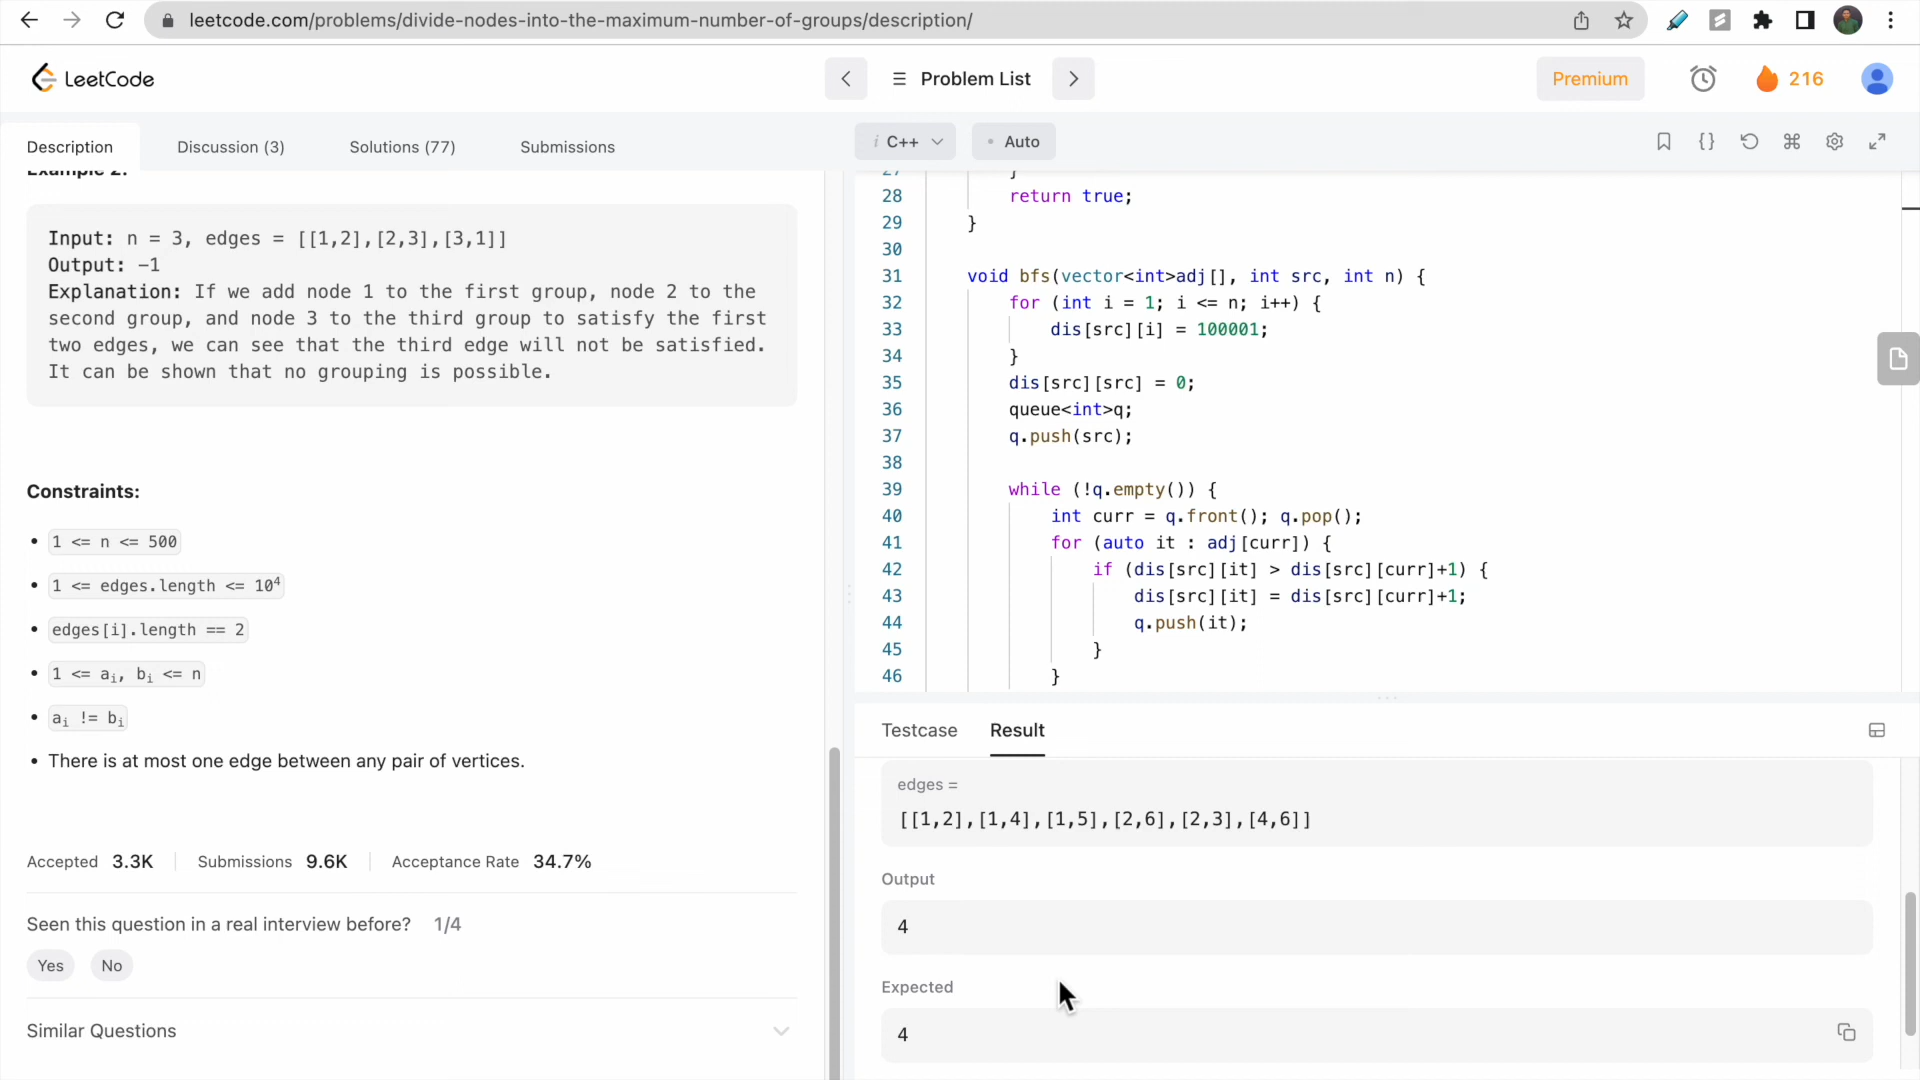 leetcode.com/problems/divide-nodes-into-the-maximum-number-of-groups/description/
LeetCode
Problem List
Premium
216
Description
Discussion (3)
Solutions (77)
Submissions
Example 2:
Input: n = 3, edges = [[1,2],[2,3],[3,1]]
Output: -1
Explanation: If we add node 1 to the first group, node 2 to the
second group, and node 3 to the third group to satisfy the first
two edges, we can see that the third edge will not be satisfied.
It can be shown that no grouping is possible.
Constraints:
• 1 <= n <= 500
• 1 <= edges.length <= 10⁴
• edges[i].length == 2
• 1 <= aᵢ, bᵢ <= n
• aᵢ != bᵢ
• There is at most one edge between any pair of vertices.
Accepted 3.3K
Submissions 9.6K
Acceptance Rate 34.7%
Seen this question in a real interview before? 1/4
Yes
No
Similar Questions
i C++
• Auto
27 }
28 return true;
29 }
30
31 void bfs(vector<int>adj[], int src, int n) {
32 for (int i = 1; i <= n; i++) {
33 dis[src][i] = 100001;
34 }
35 dis[src][src] = 0;
36 queue<int>q;
37 q.push(src);
38
39 while (!q.empty()) {
40 int curr = q.front(); q.pop();
41 for (auto it : adj[curr]) {
42 if (dis[src][it] > dis[src][curr]+1) {
43 dis[src][it] = dis[src][curr]+1;
44 q.push(it);
45 }
46 }
Testcase
Result
edges =
[[1,2],[1,4],[1,5],[2,6],[2,3],[4,6]]
Output
4
Expected
4